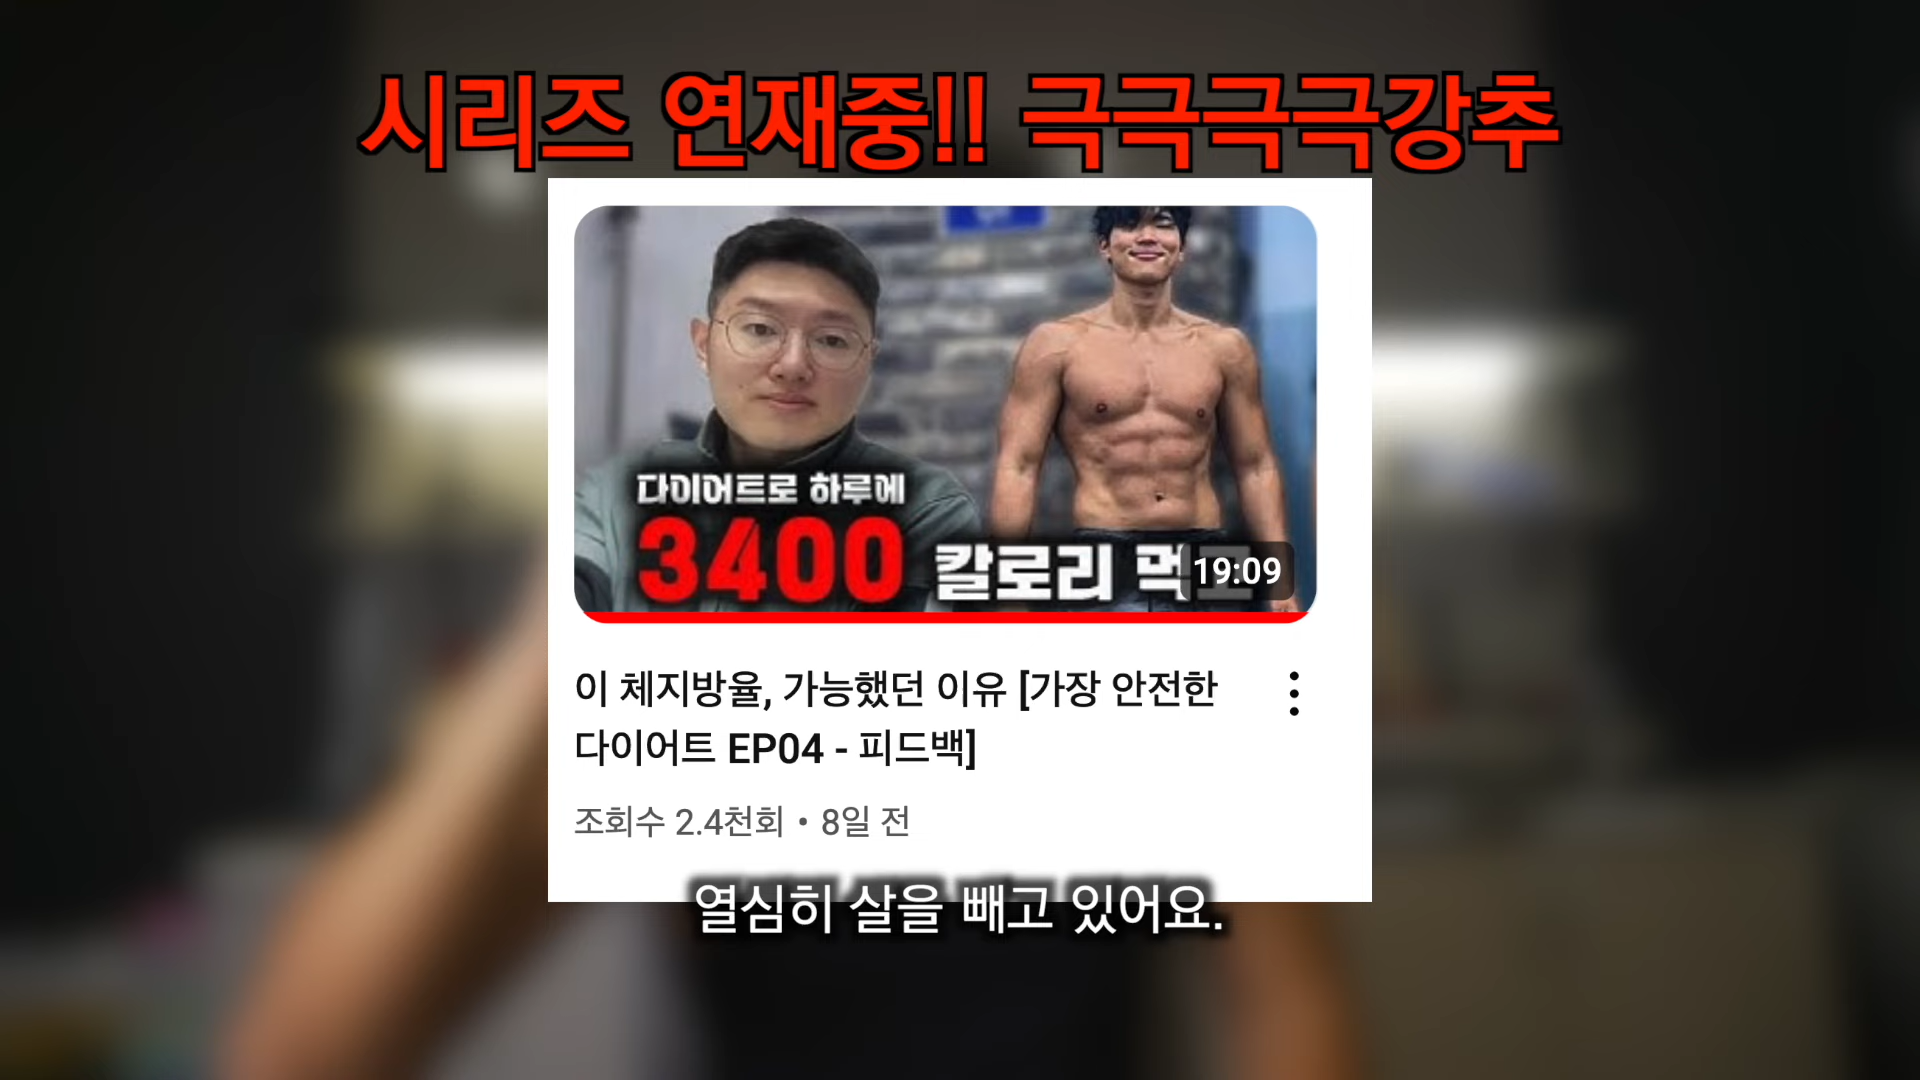 시리즈 연재중!! 극극극극강추
다이어트로 하루에
3400 칼로리 먹고
19:09
이 체지방율, 가능했던 이유 [가장 안전한
다이어트 EP04 - 피드백]
조회수 2.4천회 • 8일 전
열심히 살을 빼고 있어요.